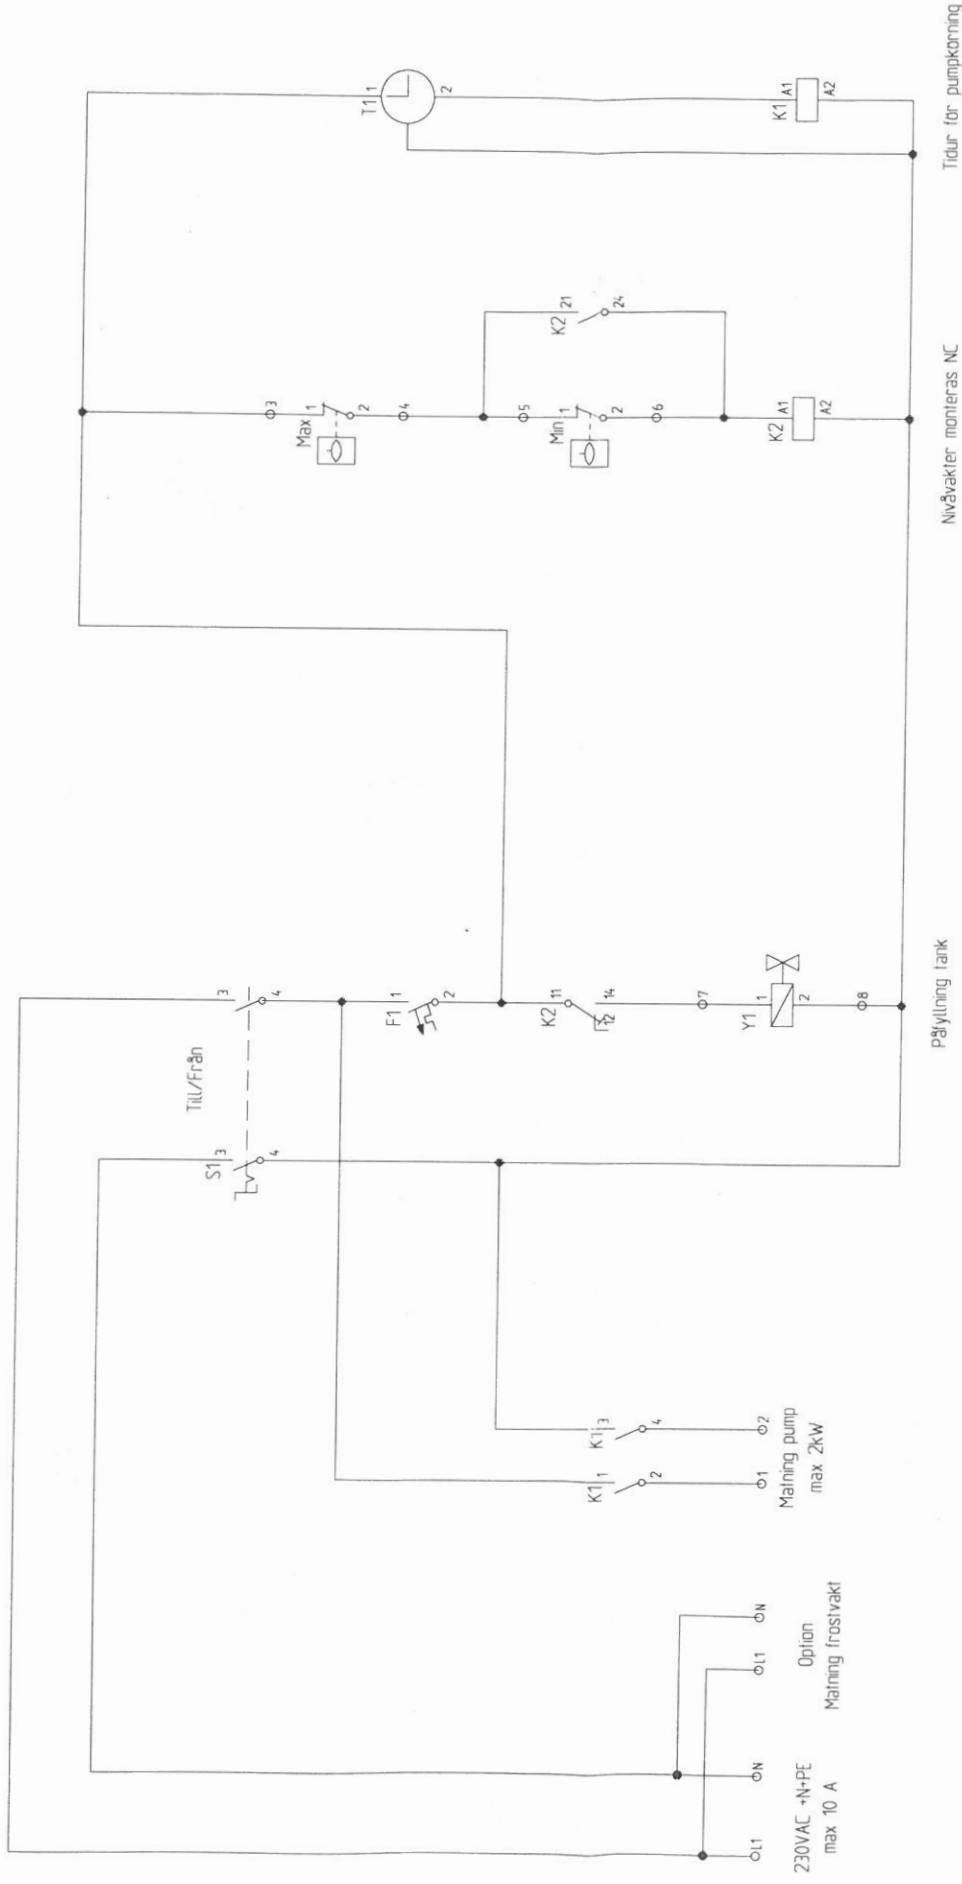 L1
N
230VAC +N+PE
max 10 A
L1
N
Option
Matning frostvakt
K1
1
2
1
K1
3
4
2
Matning pump
max 2kW
S1
3
4
Till/Från
3
4
F1
1
2
K2
11
12
14
7
Y1
1
2
8
Påfyllning tank
3
Max
1
2
4
5
Min
1
2
6
K2
21
24
K2
A1
A2
Nivåvakter monteras NC
T1
1
2
K1
A1
A2
Tidur för pumpkörning